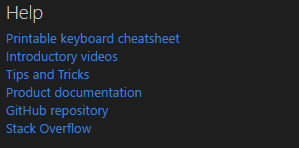 Help
Printable keyboard cheatsheet
Introductory videos
Tips and Tricks
Product documentation
GitHub repository
Stack Overflow